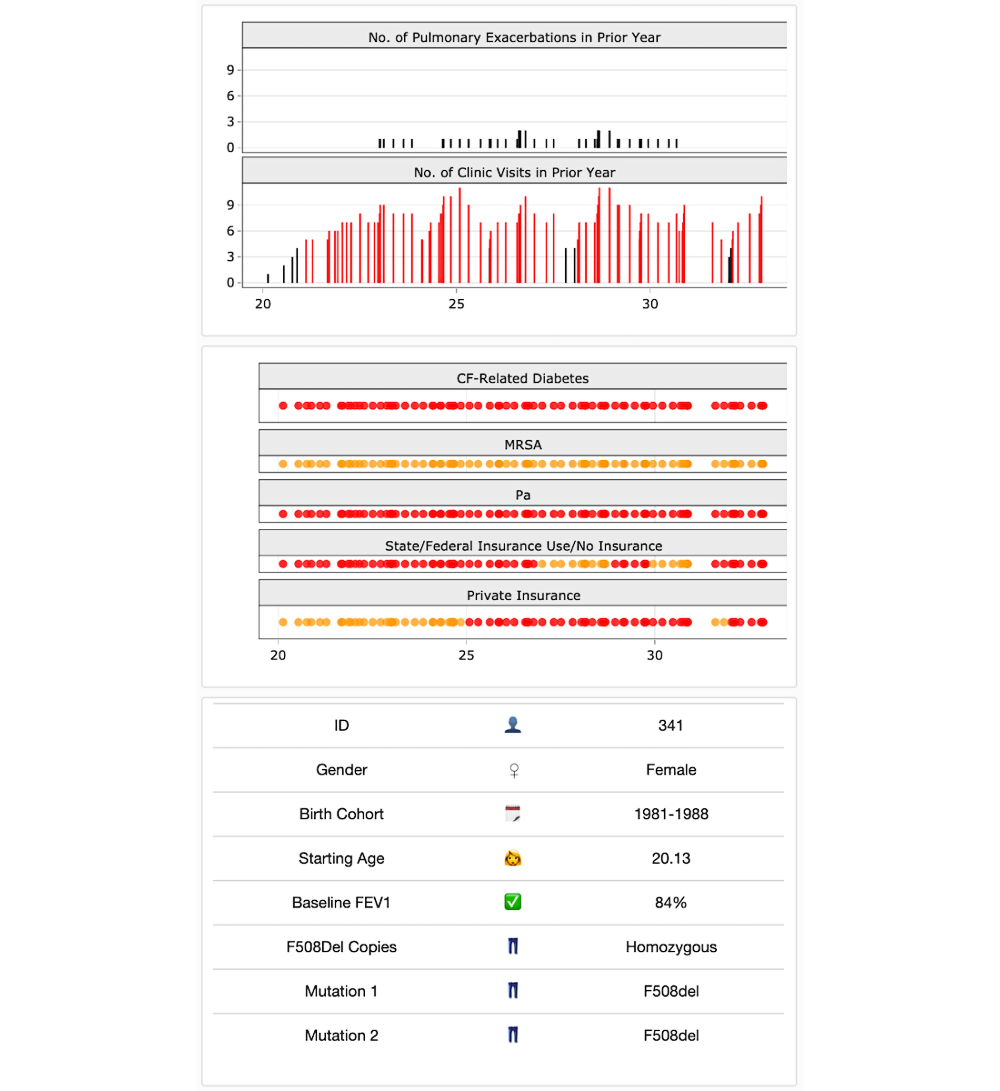 No. of Pulmonary Exacerbations in Prior Year
9
6
3
0
No. of Clinic Visits in Prior Year
9
6
3
0
20 25 30
CF-Related Diabetes
MRSA
Pa
State/Federal Insurance Use/No Insurance
Private Insurance
20 25 30
ID 341
Gender ♀ Female
Birth Cohort 1981-1988
Starting Age 20.13
Baseline FEV1 84%
F508Del Copies Homozygous
Mutation 1 F508del
Mutation 2 F508del